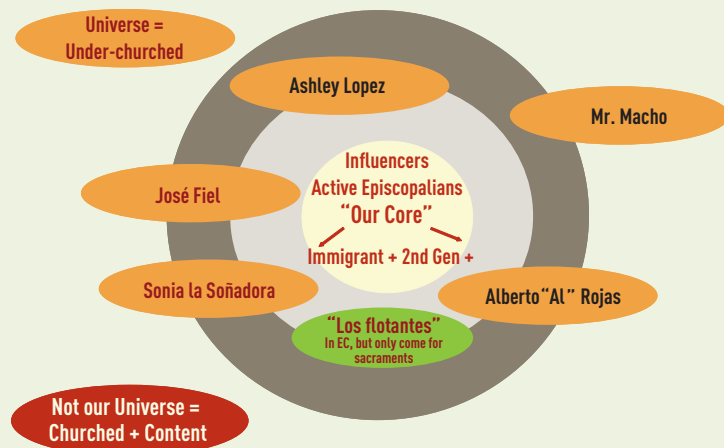 Universe =
Under-churched
Ashley Lopez
Mr. Macho
Influencers
Active Episcopalians
“Our Core”
José Fiel
Immigrant + 2nd Gen +
Sonia la Soñadora
Alberto “Al” Rojas
“Los flotantes”
In EC, but only come for
sacraments
Not our Universe =
Churched + Content